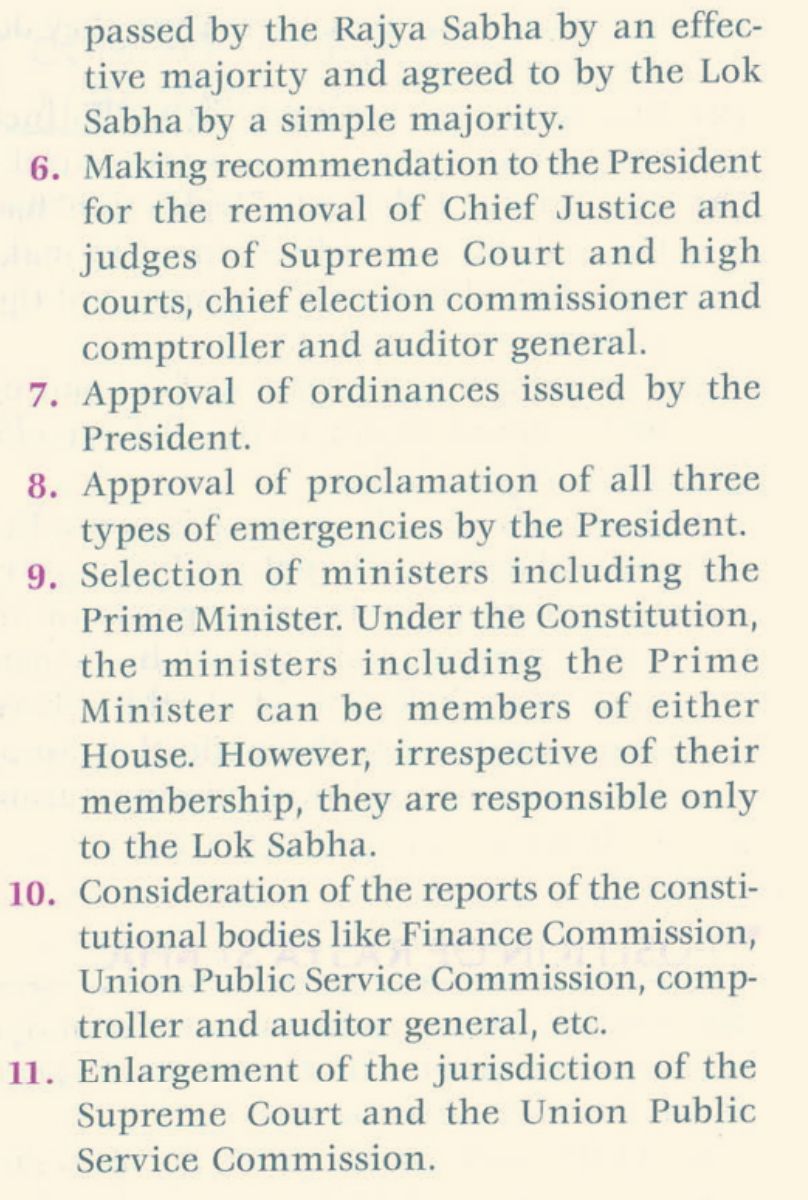 passed by the Rajya Sabha by an effec-
tive majority and agreed to by the Lok
Sabha by a simple majority.
6. Making recommendation to the President
for the removal of Chief Justice and
judges of Supreme Court and high
courts, chief election commissioner and
comptroller and auditor general.
7. Approval of ordinances issued by the
President.
8. Approval of proclamation of all three
types of emergencies by the President.
9. Selection of ministers including the
Prime Minister. Under the Constitution,
the ministers including the Prime
Minister can be members of either
House. However, irrespective of their
membership, they are responsible only
to the Lok Sabha.
10. Consideration of the reports of the consti-
tutional bodies like Finance Commission,
Union Public Service Commission, comp-
troller and auditor general, etc.
11. Enlargement of the jurisdiction of the
Supreme Court and the Union Public
Service Commission.